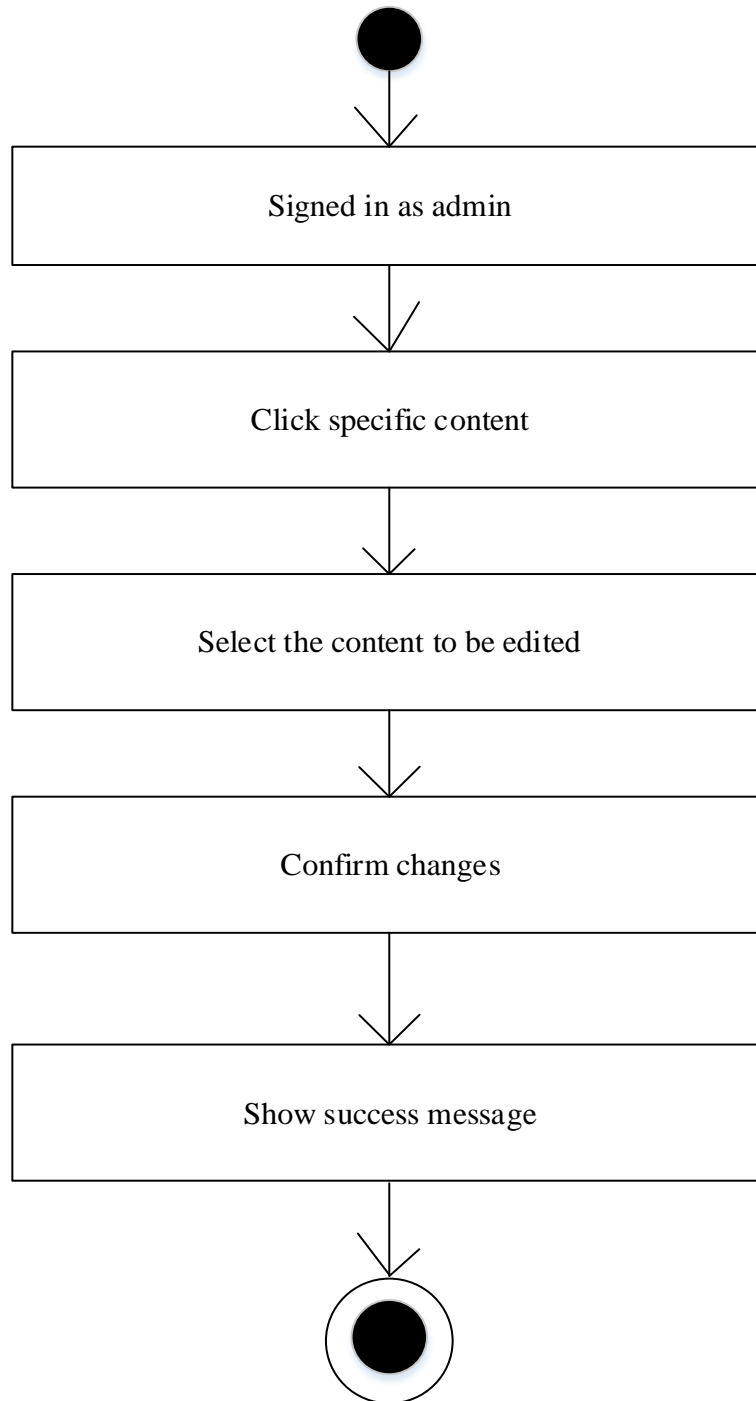 Signed in as admin
Click specific content
Select the content to be edited
Confirm changes
Show success message